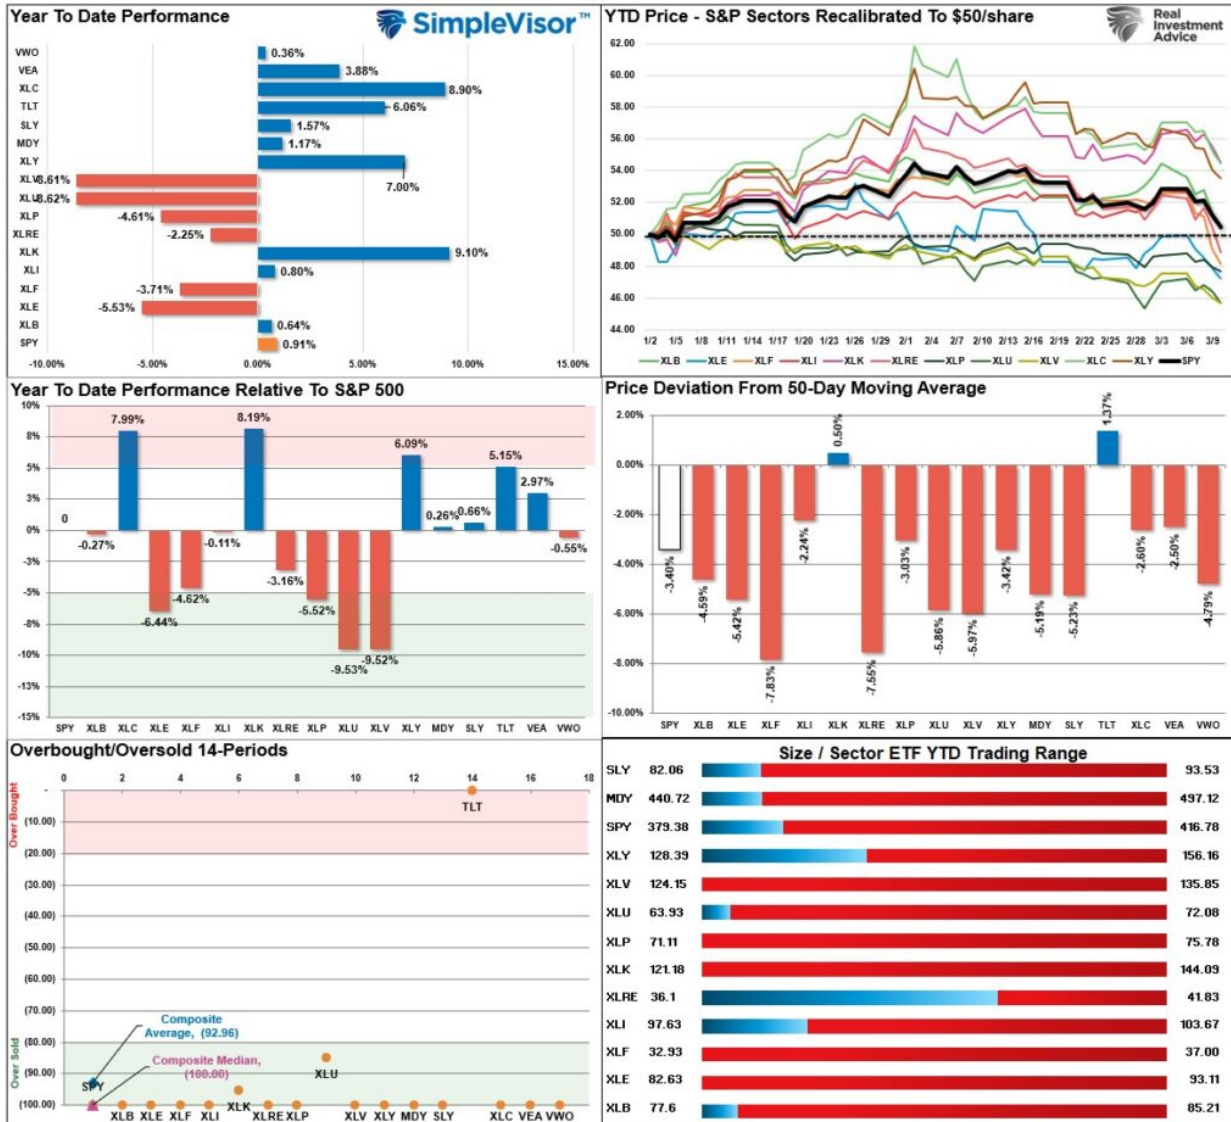 Year To Date Performance
SimpleVisor™
VWO 0.36%
VEA 3.88%
XLC 8.90%
TLT 6.06%
SLY 1.57%
MDY 1.17%
XLY 7.00%
XLV -8.61%
XLU -8.62%
XLP -4.61%
XLRE -2.25%
XLK 9.10%
XLI 0.80%
XLF -3.71%
XLE -5.53%
XLB 0.64%
SPY 0.91%
-10.00% -5.00% 0.00% 5.00% 10.00% 15.00%
YTD Price - S&P Sectors Recalibrated To $50/share
Real Investment Advice
62.00
60.00
58.00
56.00
54.00
52.00
50.00
48.00
46.00
44.00
1/2 1/5 1/8 1/11 1/14 1/17 1/20 1/23 1/26 1/29 2/1 2/4 2/7 2/10 2/13 2/16 2/19 2/22 2/25 2/28 3/3 3/6 3/9
XLB XLE XLF XLI XLK XLRE XLP XLU XLV XLC XLY SPY
Year To Date Performance Relative To S&P 500
10%
8%
5%
3%
0%
-3%
-5%
-8%
-10%
-13%
-15%
0 -0.27% 7.99% -6.44% -4.62% -0.11% 8.19% -3.16% -5.52% -9.53% -9.52% 6.09% 0.26% 0.66% 5.15% 2.97% -0.55%
SPY XLB XLC XLE XLF XLI XLK XLRE XLP XLU XLV XLY MDY SLY TLT VEA VWO
Price Deviation From 50-Day Moving Average
2.00%
0.00%
-2.00%
-4.00%
-6.00%
-8.00%
-10.00%
-3.40% -4.59% -5.42% -7.83% -2.24% 0.50% -7.55% -3.03% -5.86% -5.97% -3.42% -5.19% -5.23% 1.37% -2.60% -2.50% -4.79%
SPY XLB XLE XLF XLI XLK XLRE XLP XLU XLV XLY MDY SLY TLT XLC VEA VWO
Overbought/Oversold 14-Periods
0 2 4 6 8 10 12 14 16 18
Over Bought
Over Sold
-
(10.00)
(20.00)
(30.00)
(40.00)
(50.00)
(60.00)
(70.00)
(80.00)
(90.00)
(100.00)
TLT
Composite Average, (92.96)
Composite Median, (100.00)
SPY XLB XLE XLF XLI XLK XLRE XLP XLU XLV XLY MDY SLY XLC VEA VWO
Size / Sector ETF YTD Trading Range
SLY 82.06 93.53
MDY 440.72 497.12
SPY 379.38 416.78
XLY 128.39 156.16
XLV 124.15 135.85
XLU 63.93 72.08
XLP 71.11 75.78
XLK 121.18 144.09
XLRE 36.1 41.83
XLI 97.63 103.67
XLF 32.93 37.00
XLE 82.63 93.11
XLB 77.6 85.21